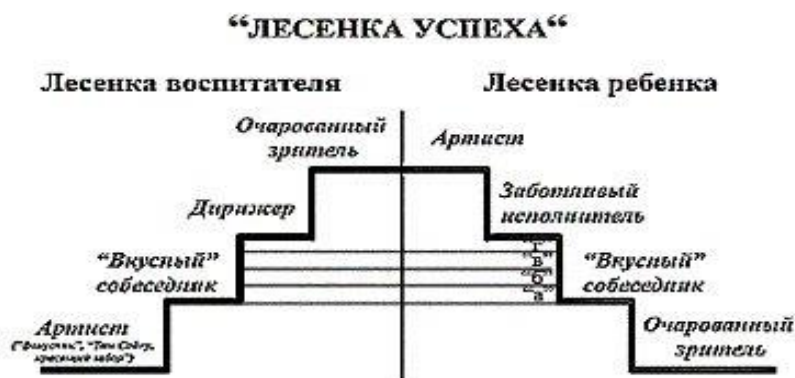 “ЛЕСЕНКА УСПЕХА“
Лесенка воспитателя
Лесенка ребенка
Очарованный
зритель
Артист
Дирижер
Заботливый
исполнитель
“г”
“в”
“б”
“а”
“Вкусный”
собеседник
“Вкусный”
собеседник
Артист
Очарованный
зритель